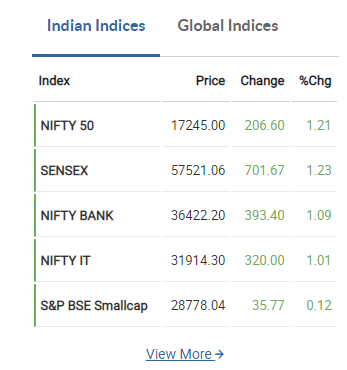 Indian Indices Global Indices
Index Price Change %Chg
NIFTY 50 17245.00 206.60 1.21
SENSEX 57521.06 701.67 1.23
NIFTY BANK 36422.20 393.40 1.09
NIFTY IT 31914.30 320.00 1.01
S&P BSE Smallcap 28778.04 35.77 0.12
View More →